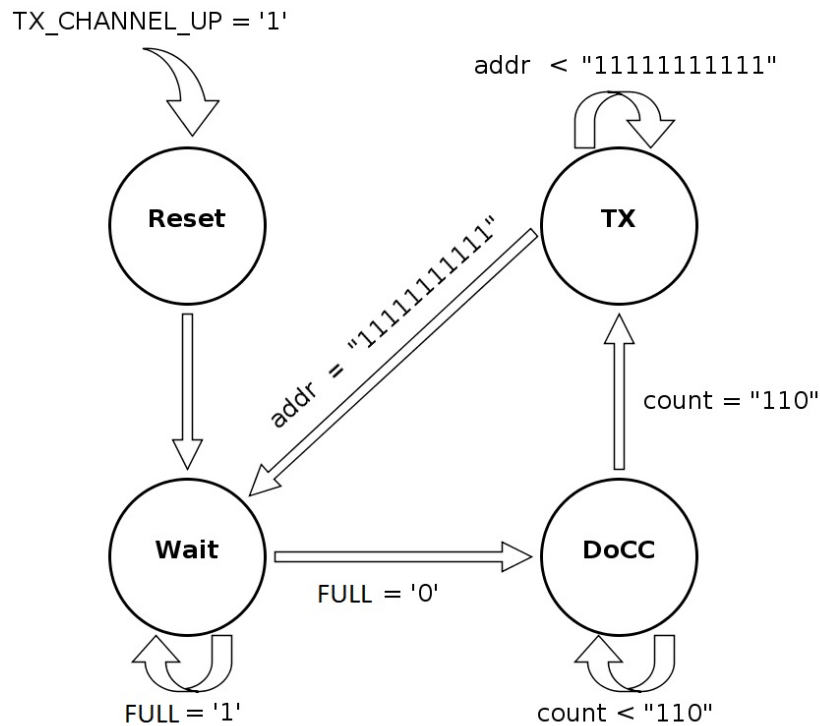 TX_CHANNEL_UP = '1'
addr < "11111111111"
Reset
TX
addr = "11111111111"
count = "110"
Wait
DoCC
FULL = '0'
FULL = '1'
count < "110"